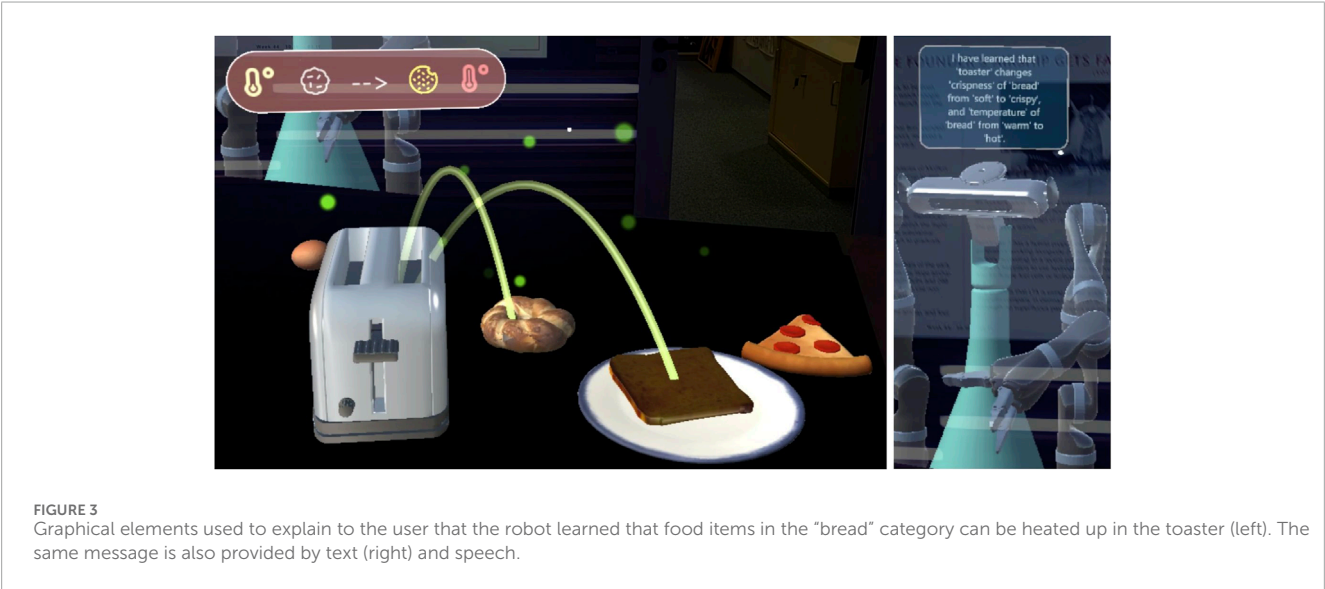 -->
I have learned that
'toaster' changes
'crispness' of 'bread'
from 'soft' to 'crispy',
and 'temperature' of
'bread' from 'warm' to
'hot'.
FIGURE 3
Graphical elements used to explain to the user that the robot learned that food items in the “bread” category can be heated up in the toaster (left). The
same message is also provided by text (right) and speech.